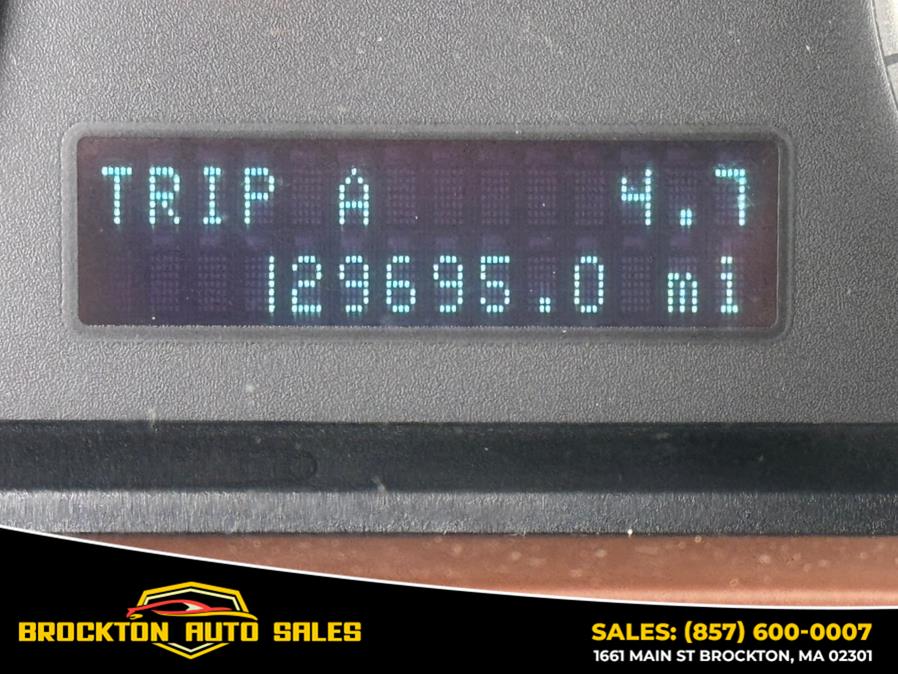 TRIP A 4.7
129695.0 mi
BROCKTON AUTO SALES
SALES: (857) 600-0007
1661 MAIN ST BROCKTON, MA 02301